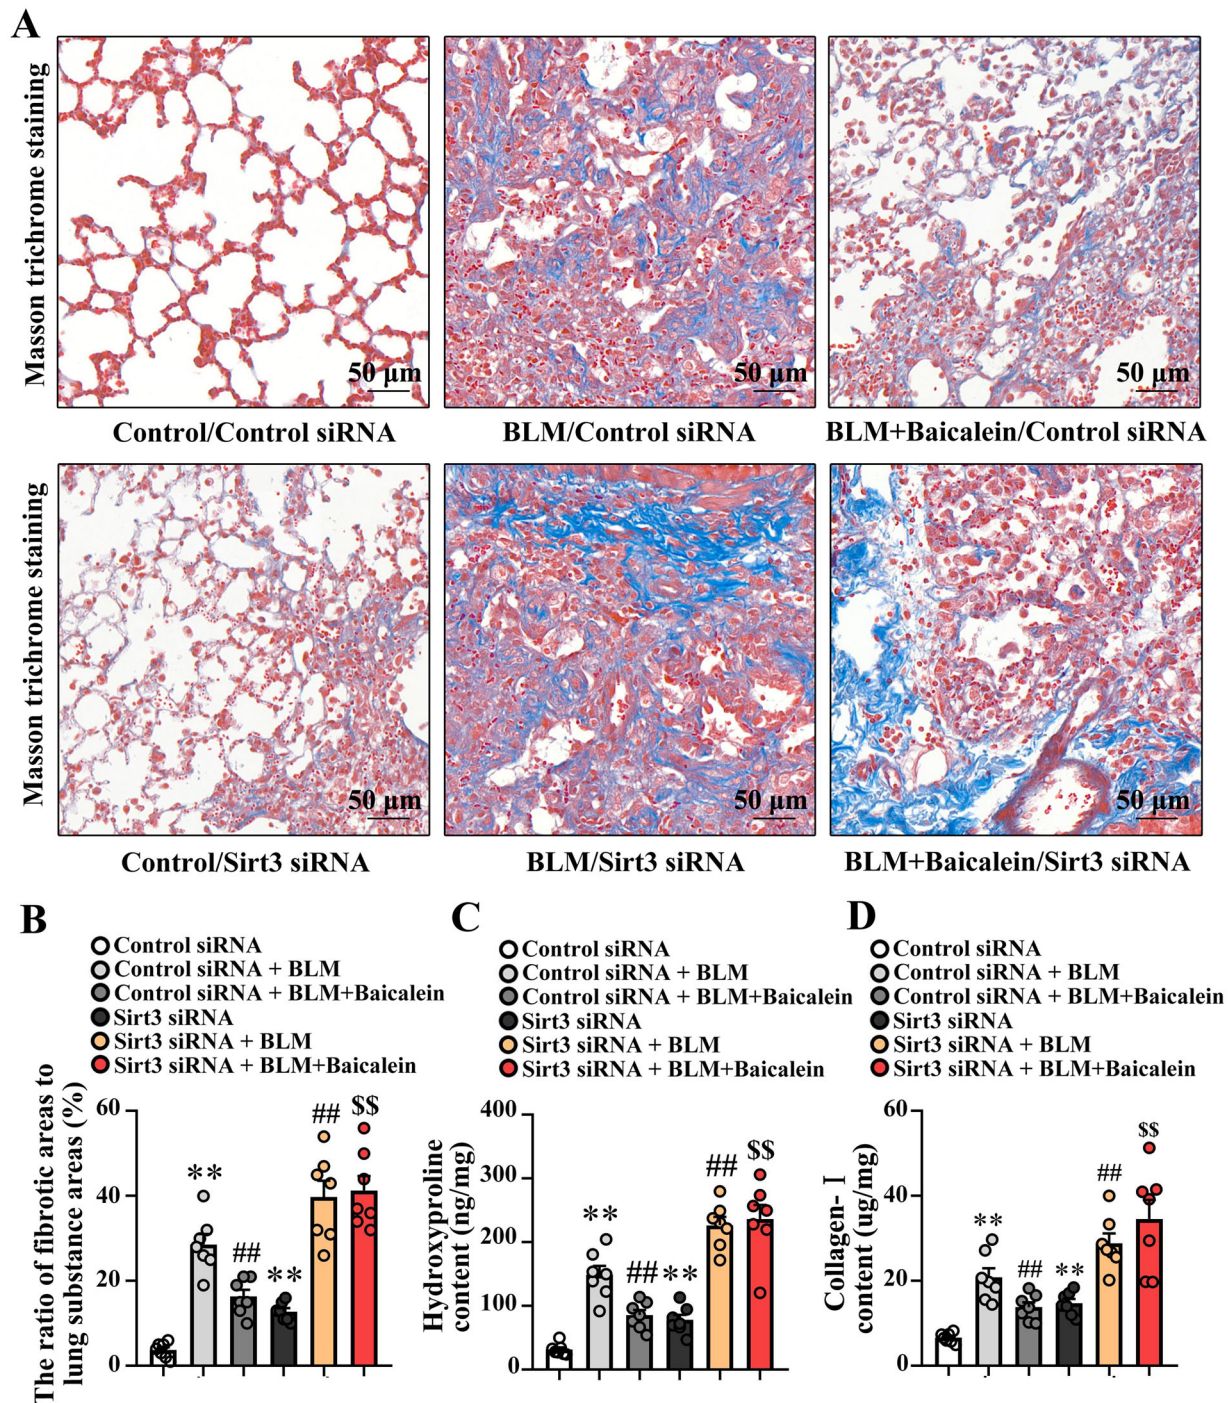 A
Masson trichrome staining
50 μm
50 μm
50 μm
Control/Control siRNA
BLM/Control siRNA
BLM+Baicalein/Control siRNA
Masson trichrome staining
50 μm
50 μm
50 μm
Control/Sirt3 siRNA
BLM/Sirt3 siRNA
BLM+Baicalein/Sirt3 siRNA
B
Control siRNA
Control siRNA + BLM
Control siRNA + BLM+Baicalein
Sirt3 siRNA
Sirt3 siRNA + BLM
Sirt3 siRNA + BLM+Baicalein
The ratio of fibrotic areas to
lung substance areas (%)
60
40
20
0
**
##
**
##
$$
C
Control siRNA
Control siRNA + BLM
Control siRNA + BLM+Baicalein
Sirt3 siRNA
Sirt3 siRNA + BLM
Sirt3 siRNA + BLM+Baicalein
Hydroxyproline
content (ng/mg)
400
300
200
100
0
**
##
**
##
$$
D
Control siRNA
Control siRNA + BLM
Control siRNA + BLM+Baicalein
Sirt3 siRNA
Sirt3 siRNA + BLM
Sirt3 siRNA + BLM+Baicalein
Collagen- I
content (ug/mg)
60
40
20
0
**
##
**
##
$$